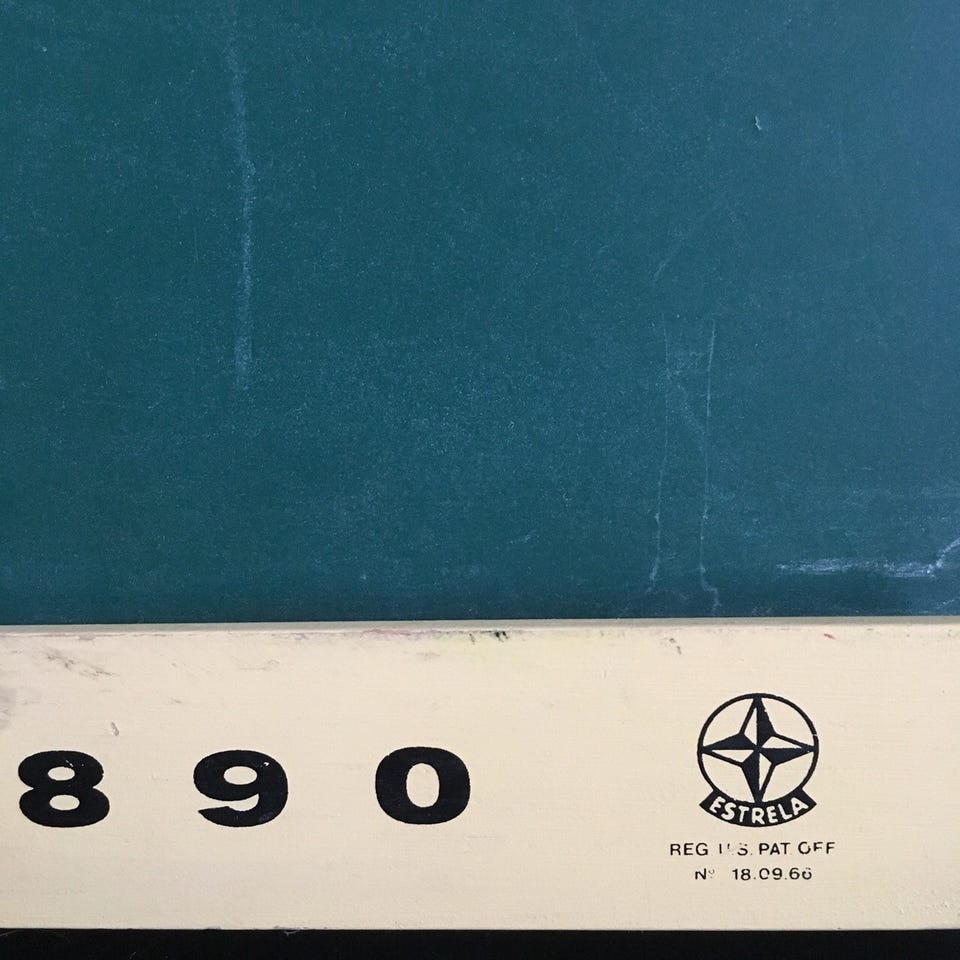 8 9 0
ESTRELA
REG. U.S. PAT. OFF
Nº 18.09.66